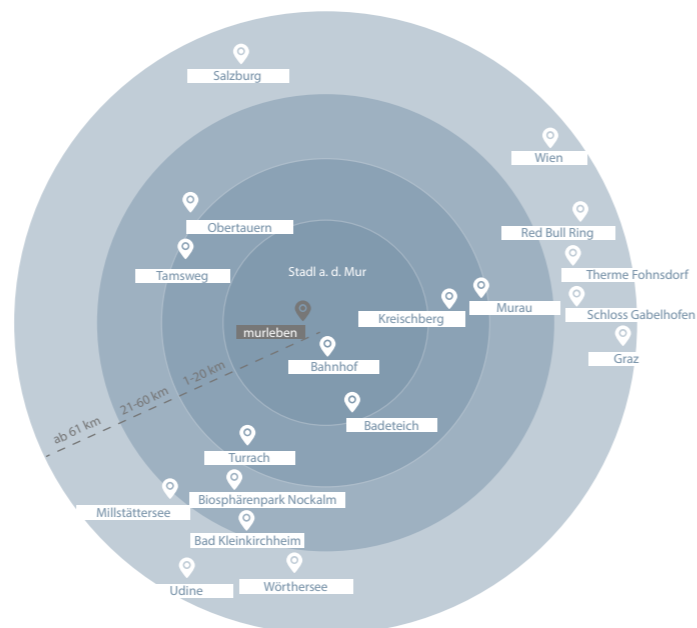 Salzburg
Wien
Obertauern
Red Bull Ring
Tamsweg
Stadl a. d. Mur
Therme Fohnsdorf
Murau
Schloss Gabelhofen
Kreischberg
murleben
Graz
Bahnhof
1-20 km
21-60 km
ab 61 km
Badeteich
Turrach
Biosphärenpark Nockalm
Millstättersee
Bad Kleinkirchheim
Wörthersee
Udine